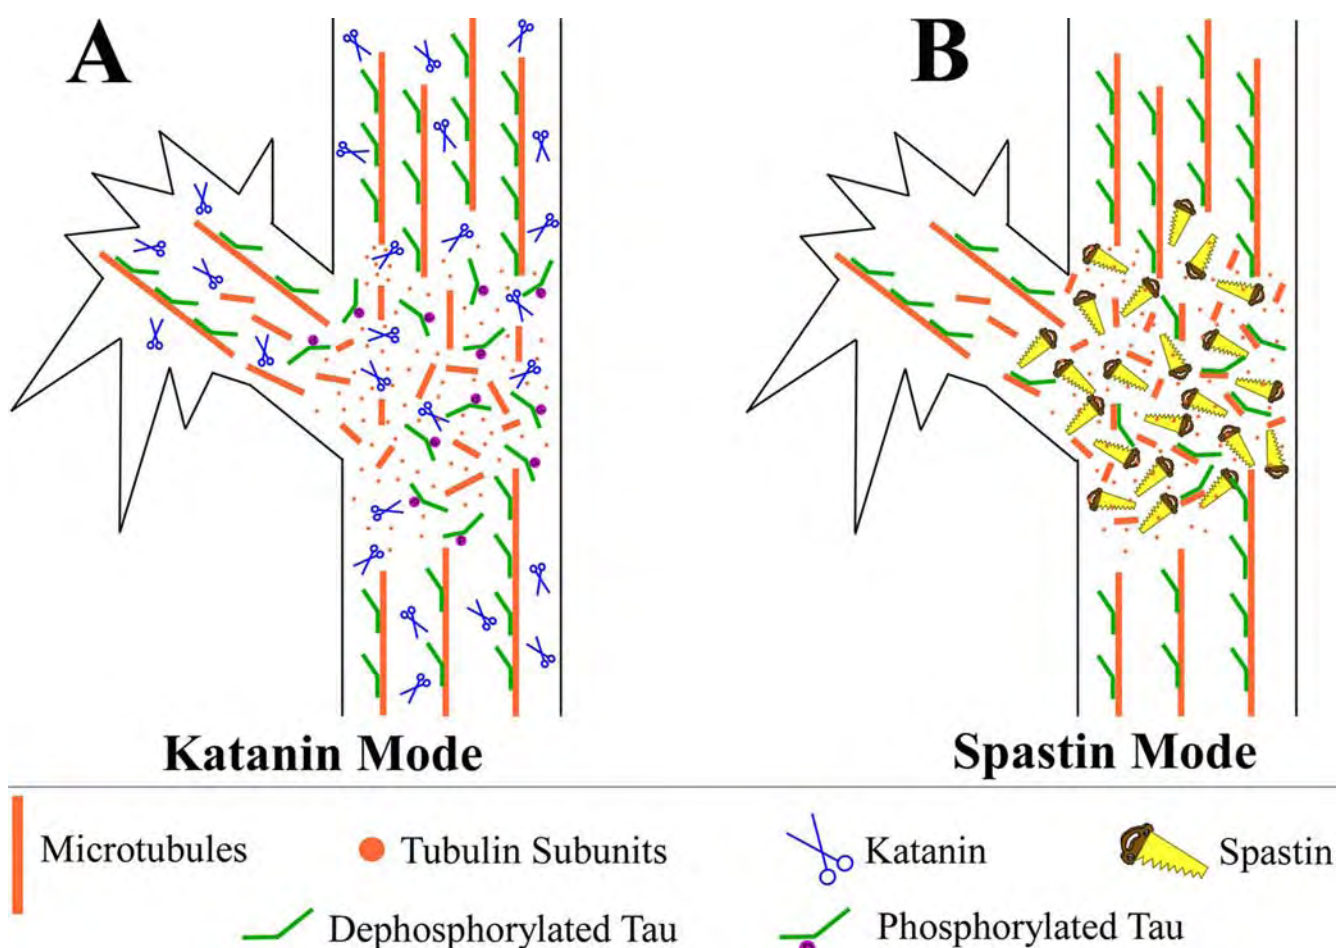 A
B
Katanin Mode
Spastin Mode
Microtubules
Tubulin Subunits
Katanin
Spastin
Dephosphorylated Tau
Phosphorylated Tau